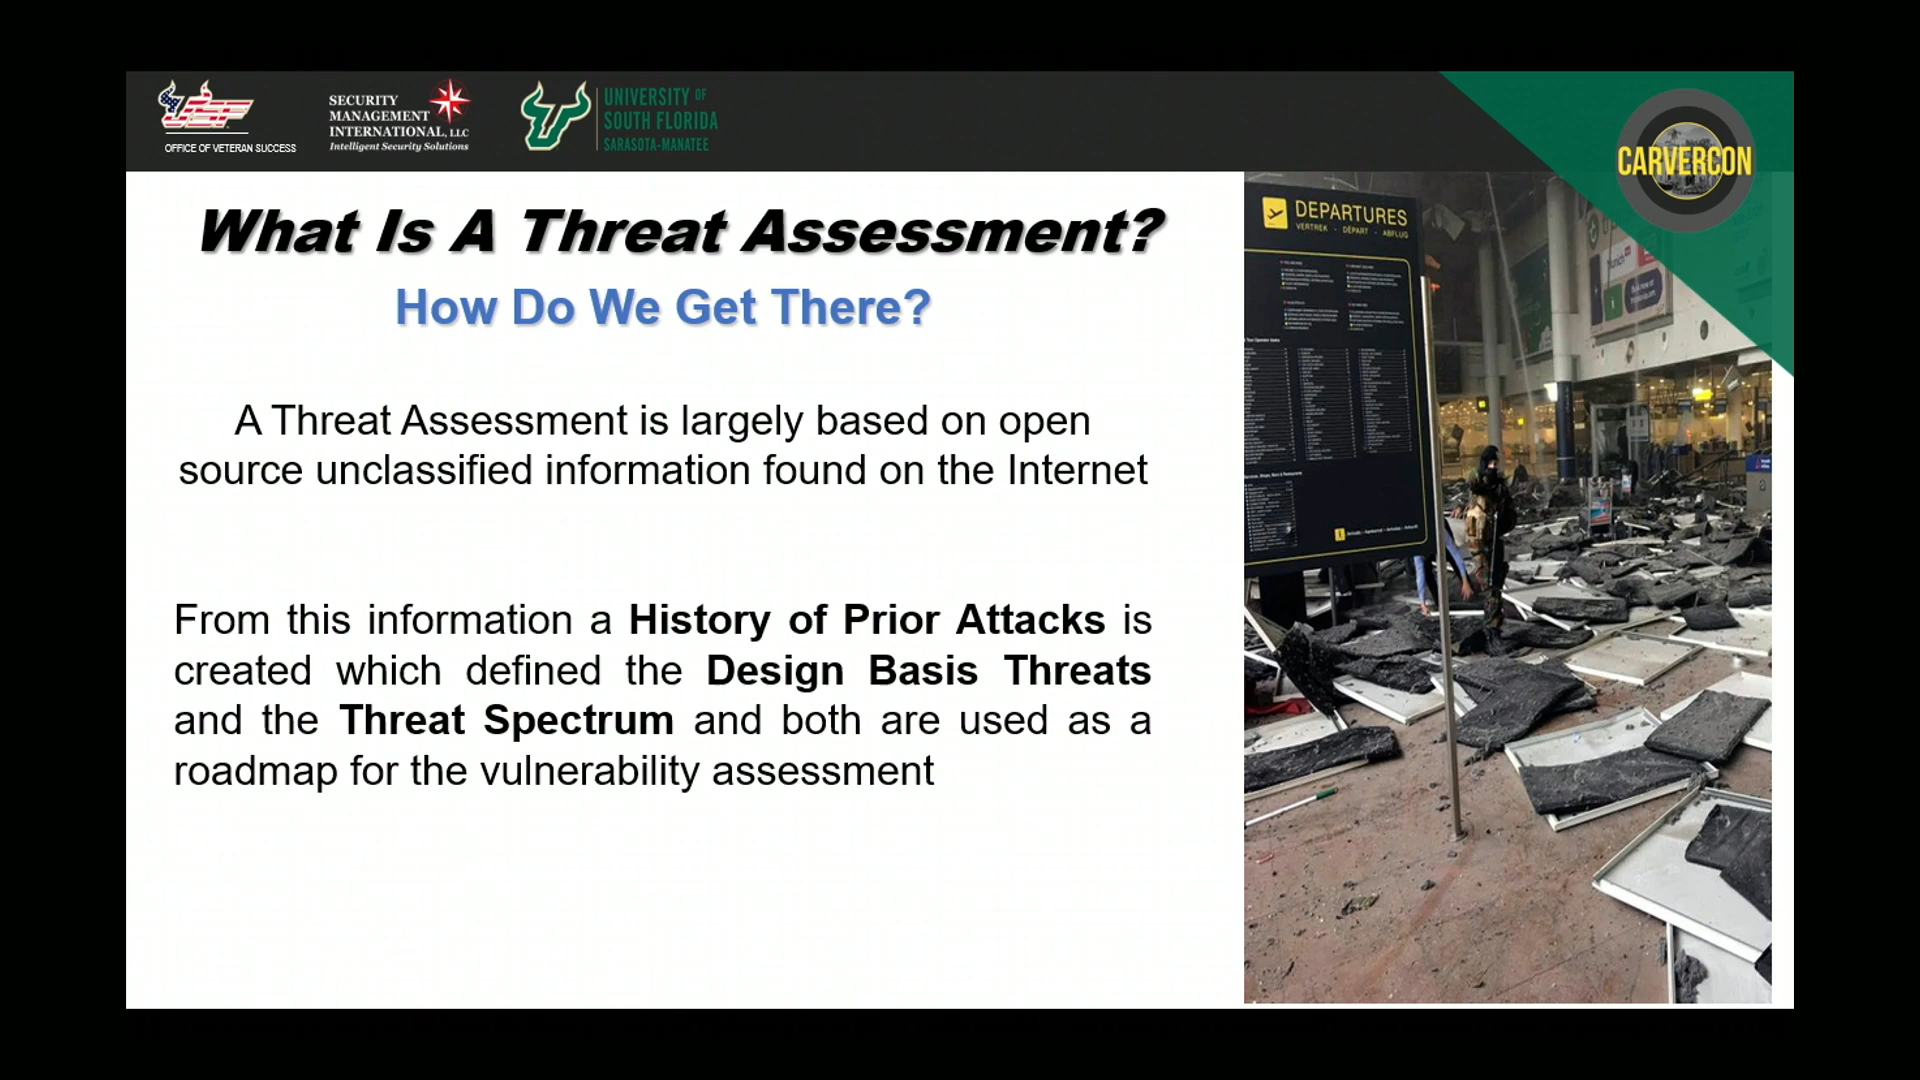 USF
OFFICE OF VETERAN SUCCESS
SECURITY
MANAGEMENT
INTERNATIONAL, LLC
Intelligent Security Solutions
UNIVERSITY OF
SOUTH FLORIDA
SARASOTA-MANATEE
CARVERCON
What Is A Threat Assessment?
How Do We Get There?
A Threat Assessment is largely based on open
source unclassified information found on the Internet
From this information a History of Prior Attacks is
created which defined the Design Basis Threats
and the Threat Spectrum and both are used as a
roadmap for the vulnerability assessment
DEPARTURES
VERTREK - DÉPART - ABFLUG